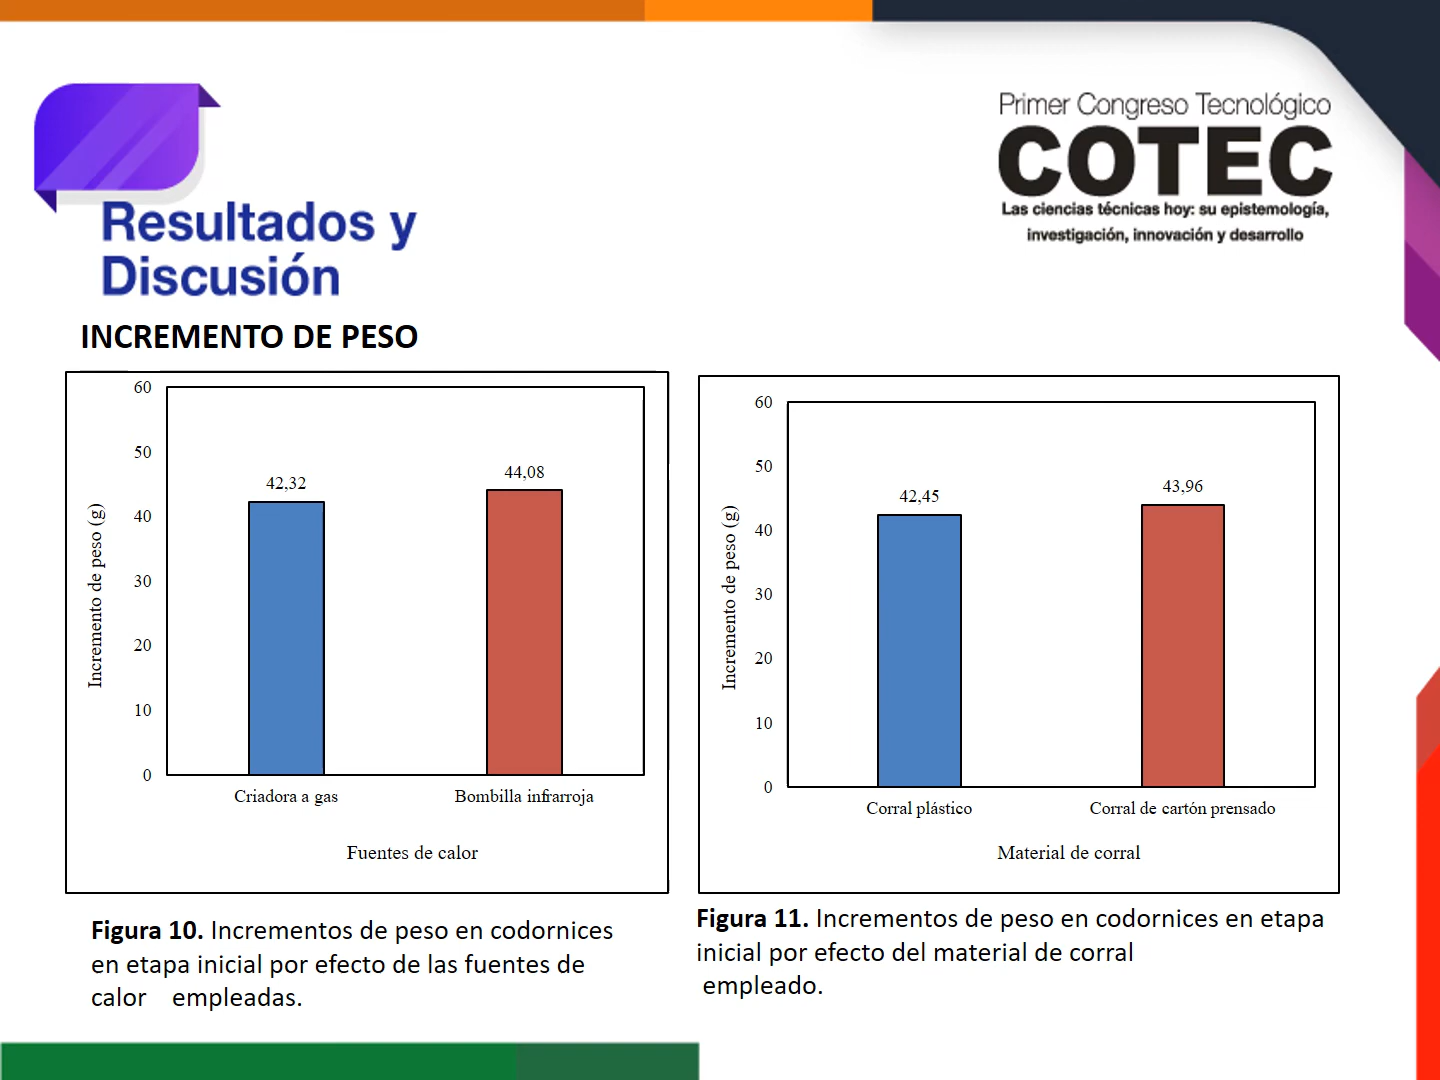 Primer Congreso Tecnológico
COTEC
Las ciencias técnicas hoy: su epistemología,
investigación, innovación y desarrollo
Resultados y
Discusión
INCREMENTO DE PESO
60
50
40
30
20
10
0
Incremento de peso (g)
42,32
44,08
Criadora a gas
Bombilla infrarroja
Fuentes de calor
60
50
40
30
20
10
0
Incremento de peso (g)
42,45
43,96
Corral plástico
Corral de cartón prensado
Material de corral
Figura 10. Incrementos de peso en codornices
en etapa inicial por efecto de las fuentes de
calor empleadas.
Figura 11. Incrementos de peso en codornices en etapa
inicial por efecto del material de corral
empleado.